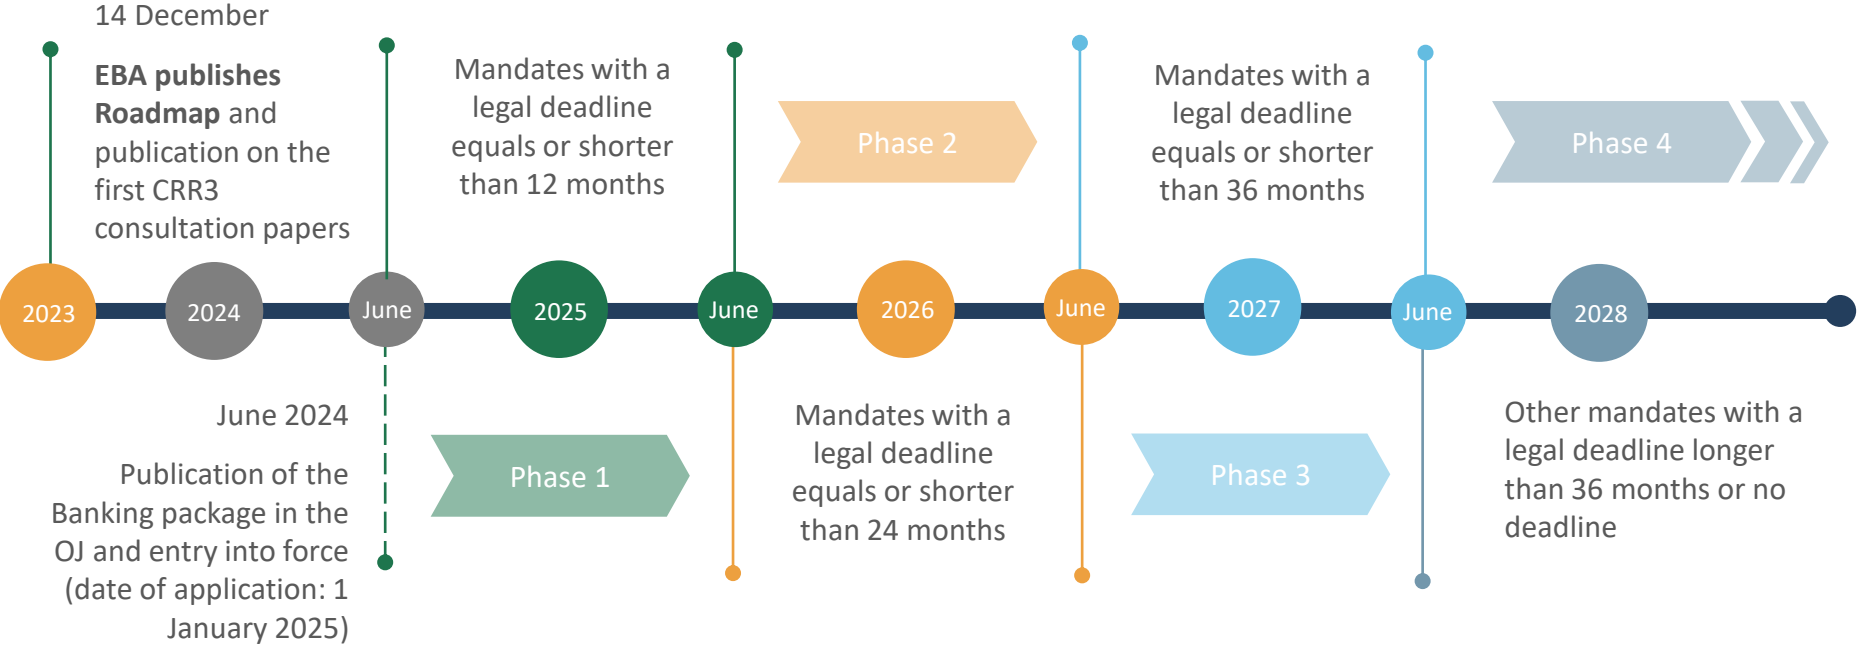 14 December
EBA publishes
Roadmap and
publication on the
first CRR3
consultation papers
Mandates with a
legal deadline
equals or shorter
than 12 months
Phase 2
Mandates with a
legal deadline
equals or shorter
than 36 months
Phase 4
2023
2024
June
2025
June
2026
June
2027
June
2028
June 2024
Publication of the
Banking package in the
OJ and entry into force
(date of application: 1
January 2025)
Phase 1
Mandates with a
legal deadline
equals or shorter
than 24 months
Phase 3
Other mandates with a
legal deadline longer
than 36 months or no
deadline